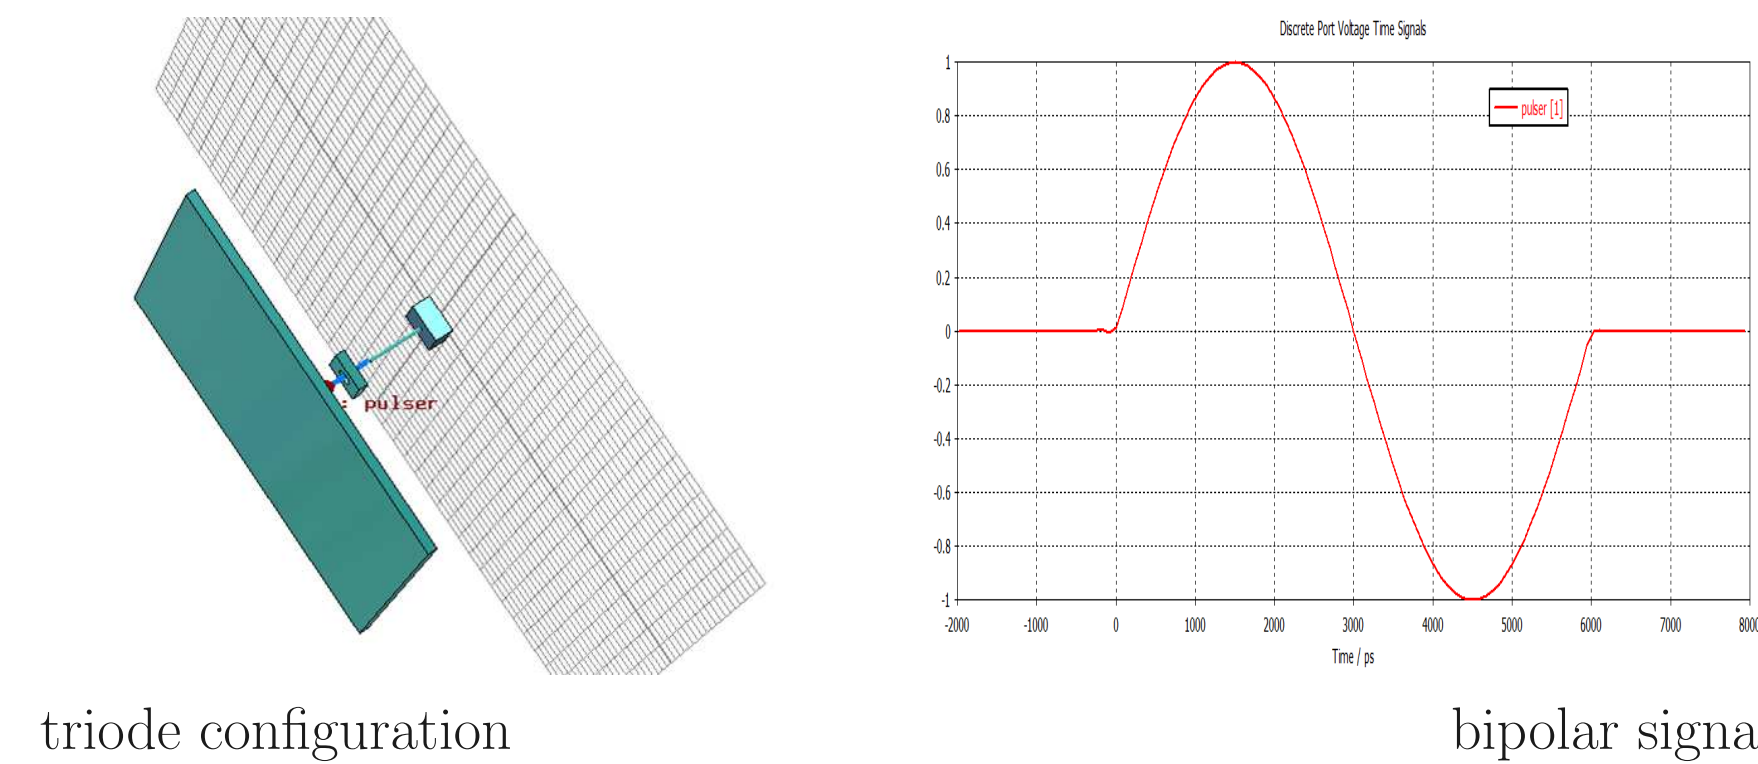 Discrete Port Voltage Time Signals
1
pulser [1]
0.8
0.6
0.4
0.2
0
-0.2
-0.4
-0.6
-0.8
-1
-2000 -1000 0 1000 2000 3000 4000 5000 6000 7000 8000
Time / ps
: pulser
triode configuration
bipolar signa